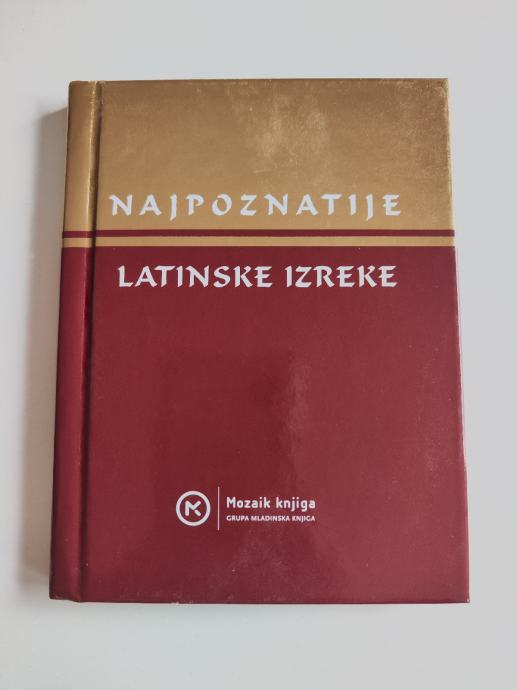 NAJPOZNATIJE
LATINSKE IZREKE
Mozaik knjiga
GRUPA MLADINSKA KNJIGA